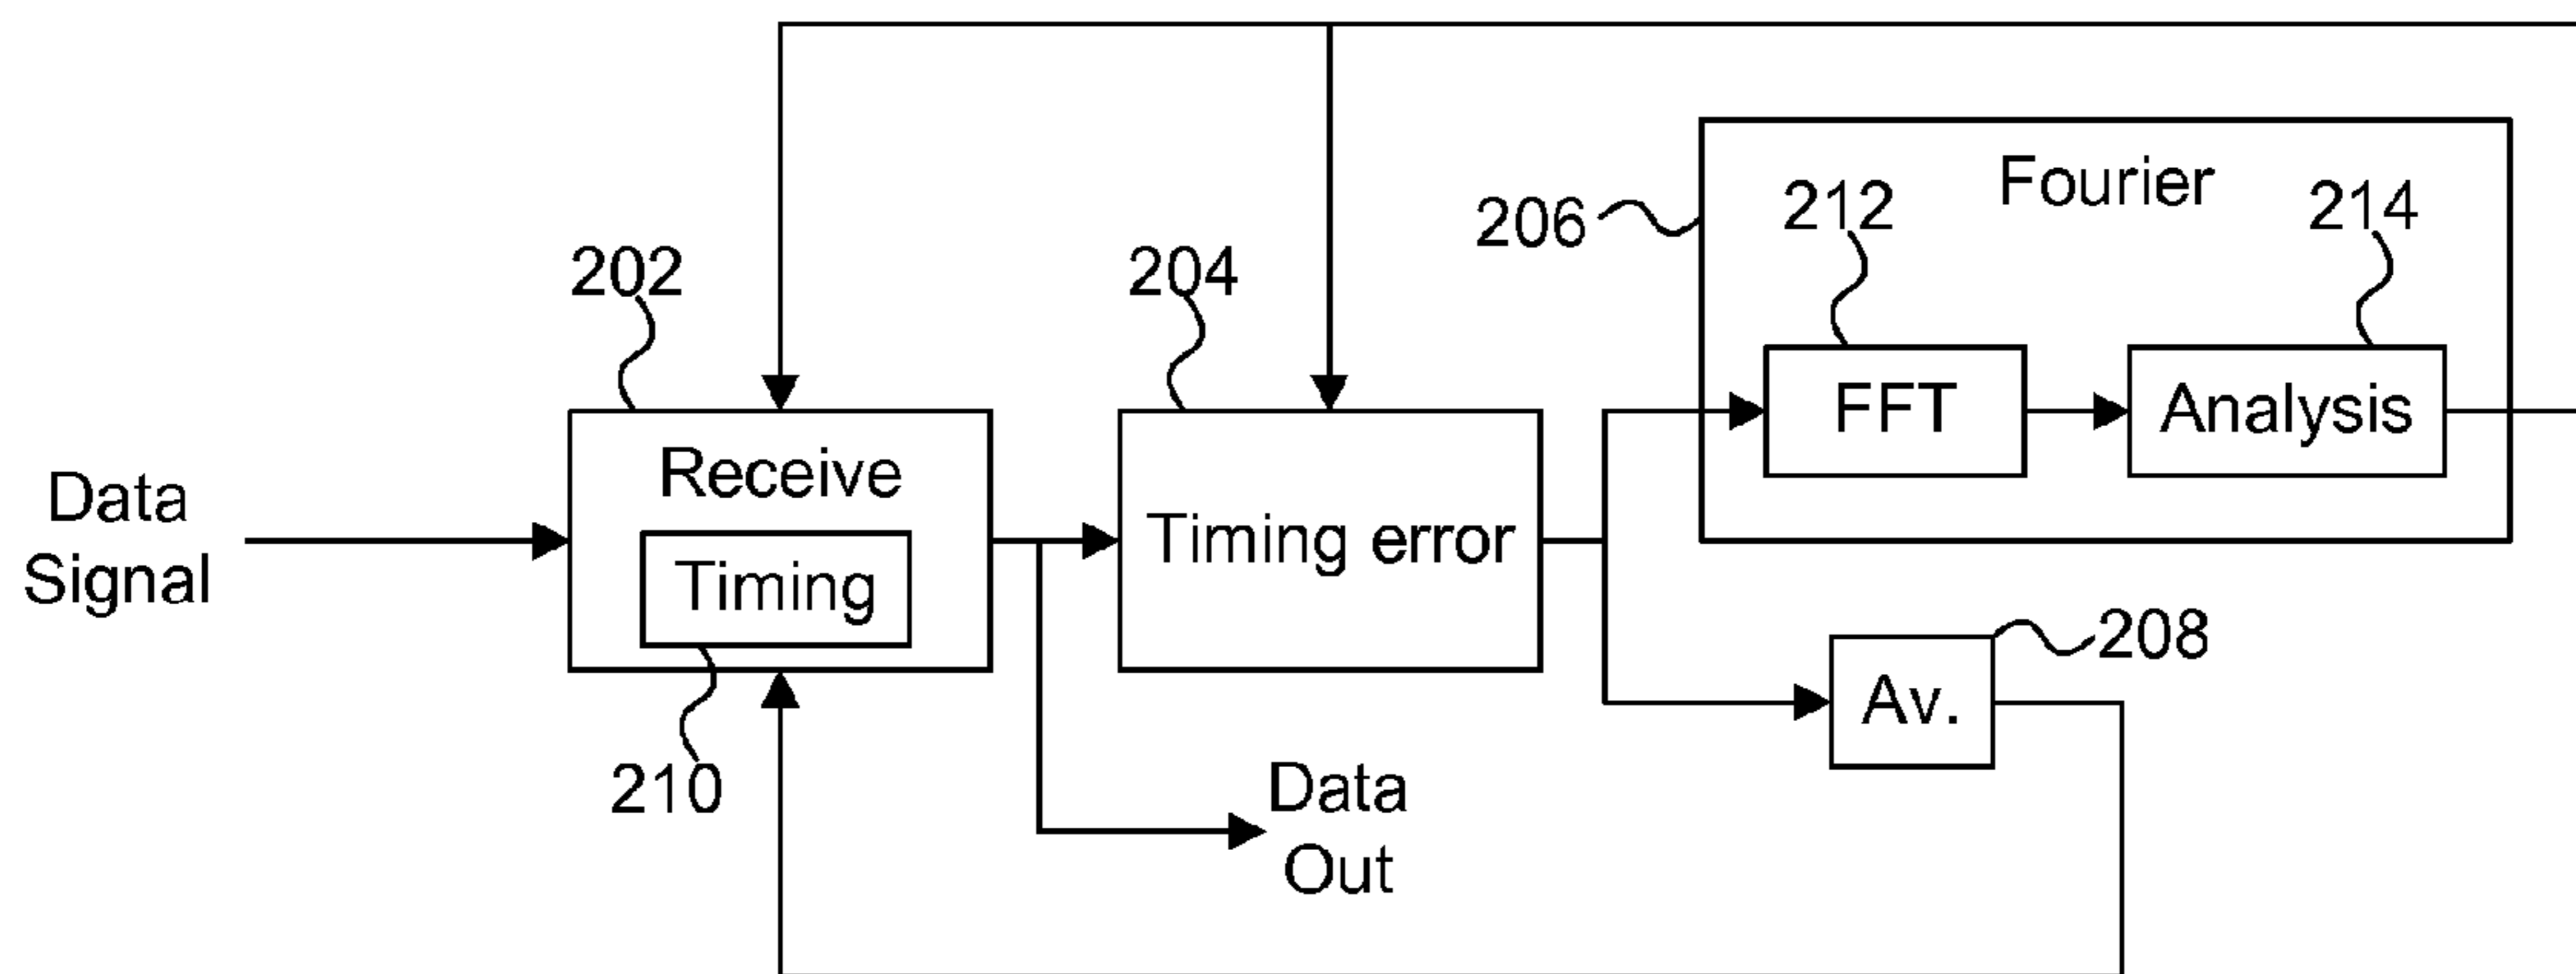 Fourier
206
212
214
202
204
FFT
Analysis
Receive
Data
Signal
Timing error
Timing
208
Av.
210
Data
Out